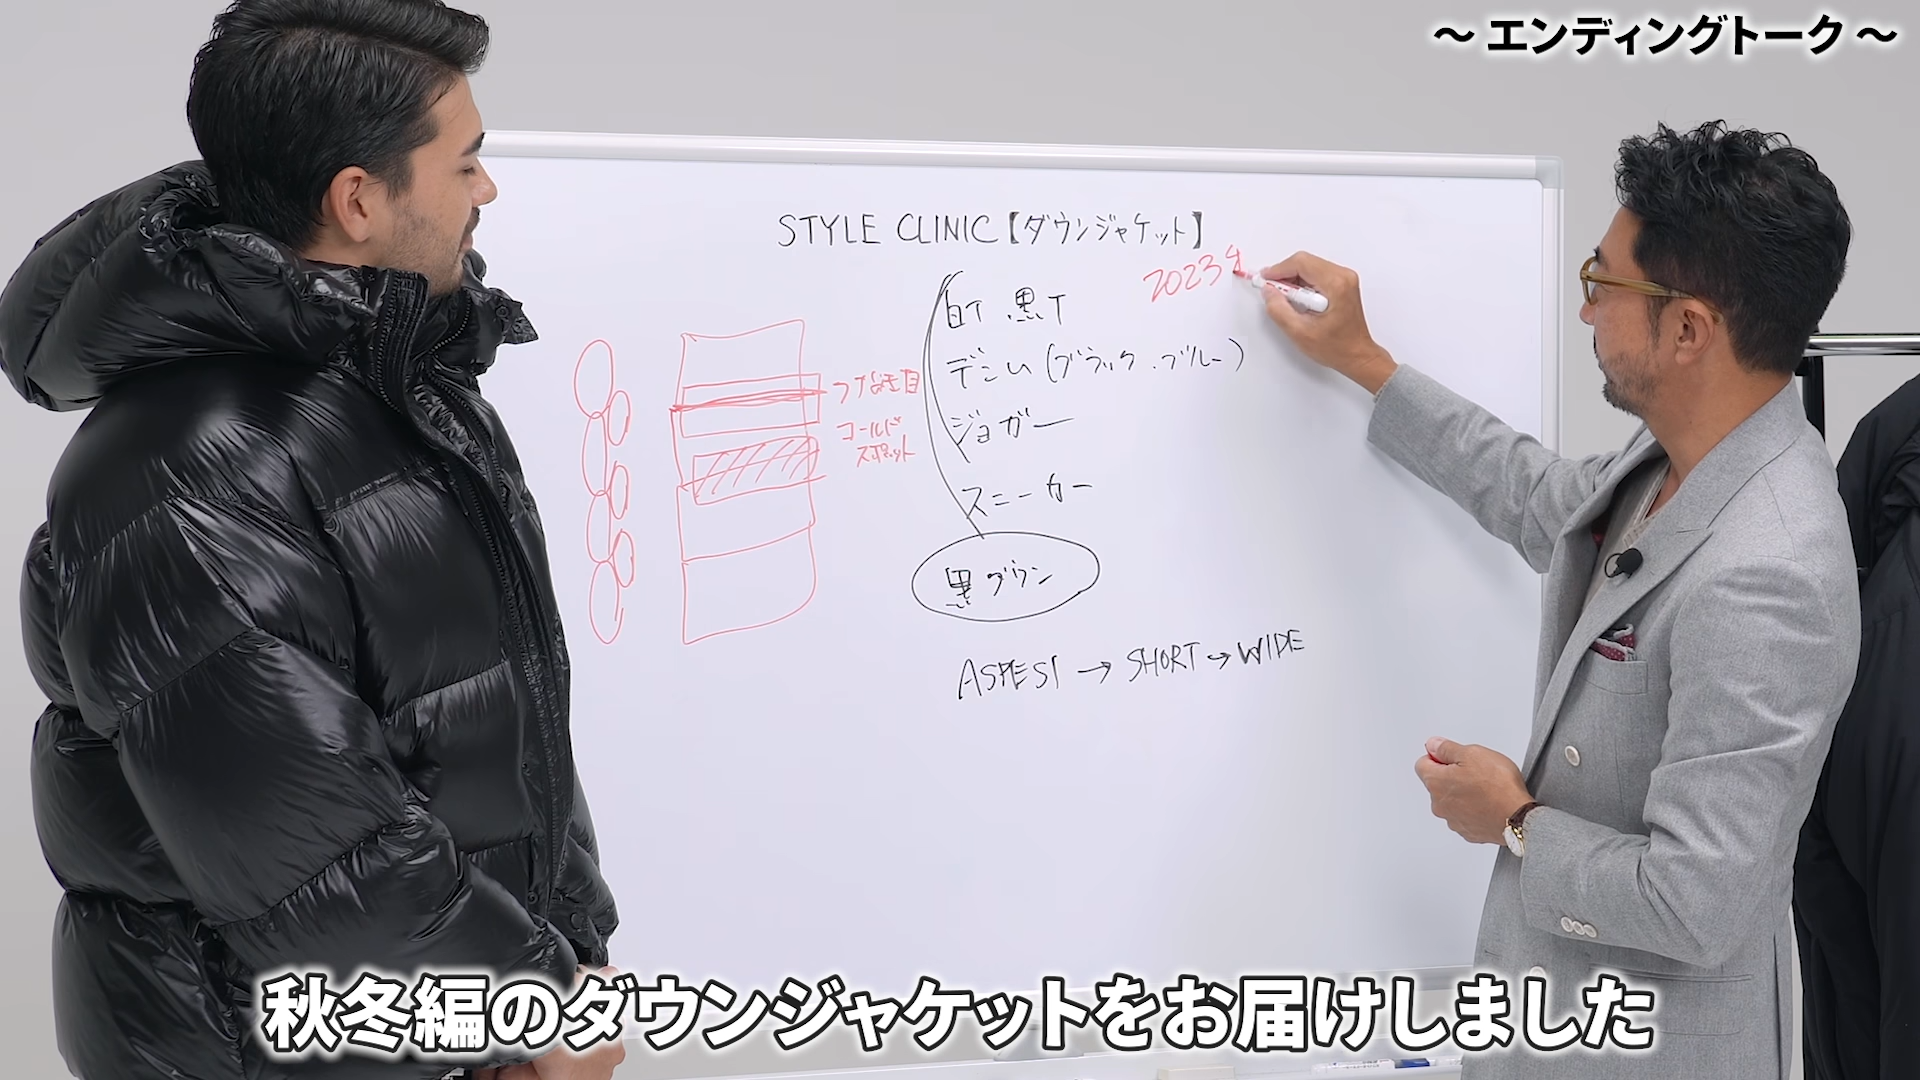 ～ エンディングトーク ～
STYLE CLINIC【ダウンジャケット】
2023
白T 黒T
デニム(ブラック、ブルー)
つなぎ目
ジョガー
コールド
スポット
スニーカー
黒ダウン
ASPESI → SHORT → WIDE
秋冬編のダウンジャケットをお届けしました